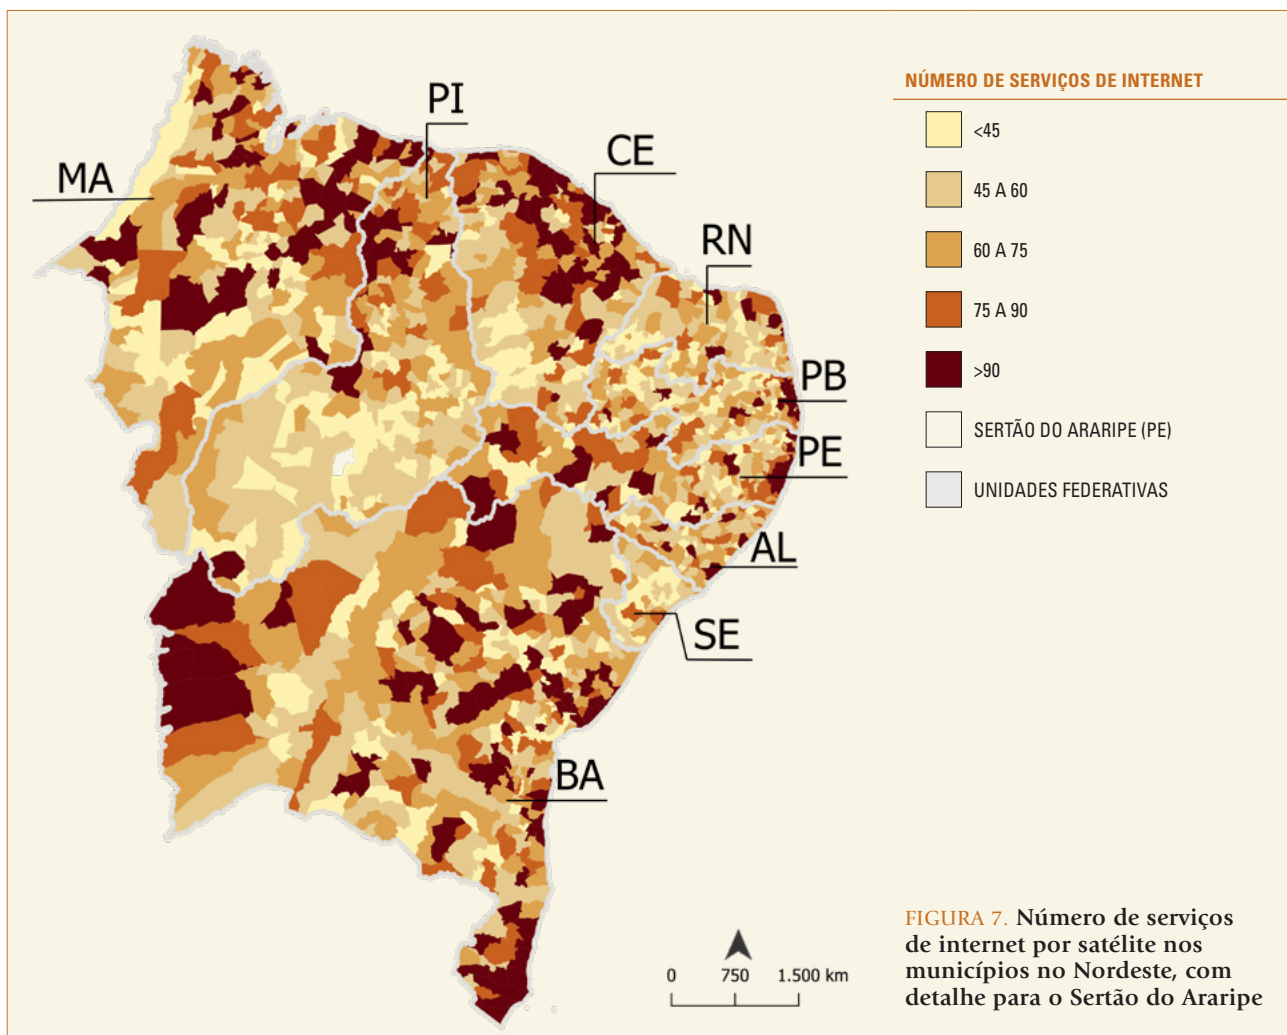 PI
CE
MA
RN
PB
PE
AL
SE
BA
NÚMERO DE SERVIÇOS DE INTERNET
<45
45 A 60
60 A 75
75 A 90
>90
SERTÃO DO ARARIPE (PE)
UNIDADES FEDERATIVAS
0 750 1.500 km
FIGURA 7. Número de serviços
de internet por satélite nos
municípios no Nordeste, com
detalhe para o Sertão do Araripe